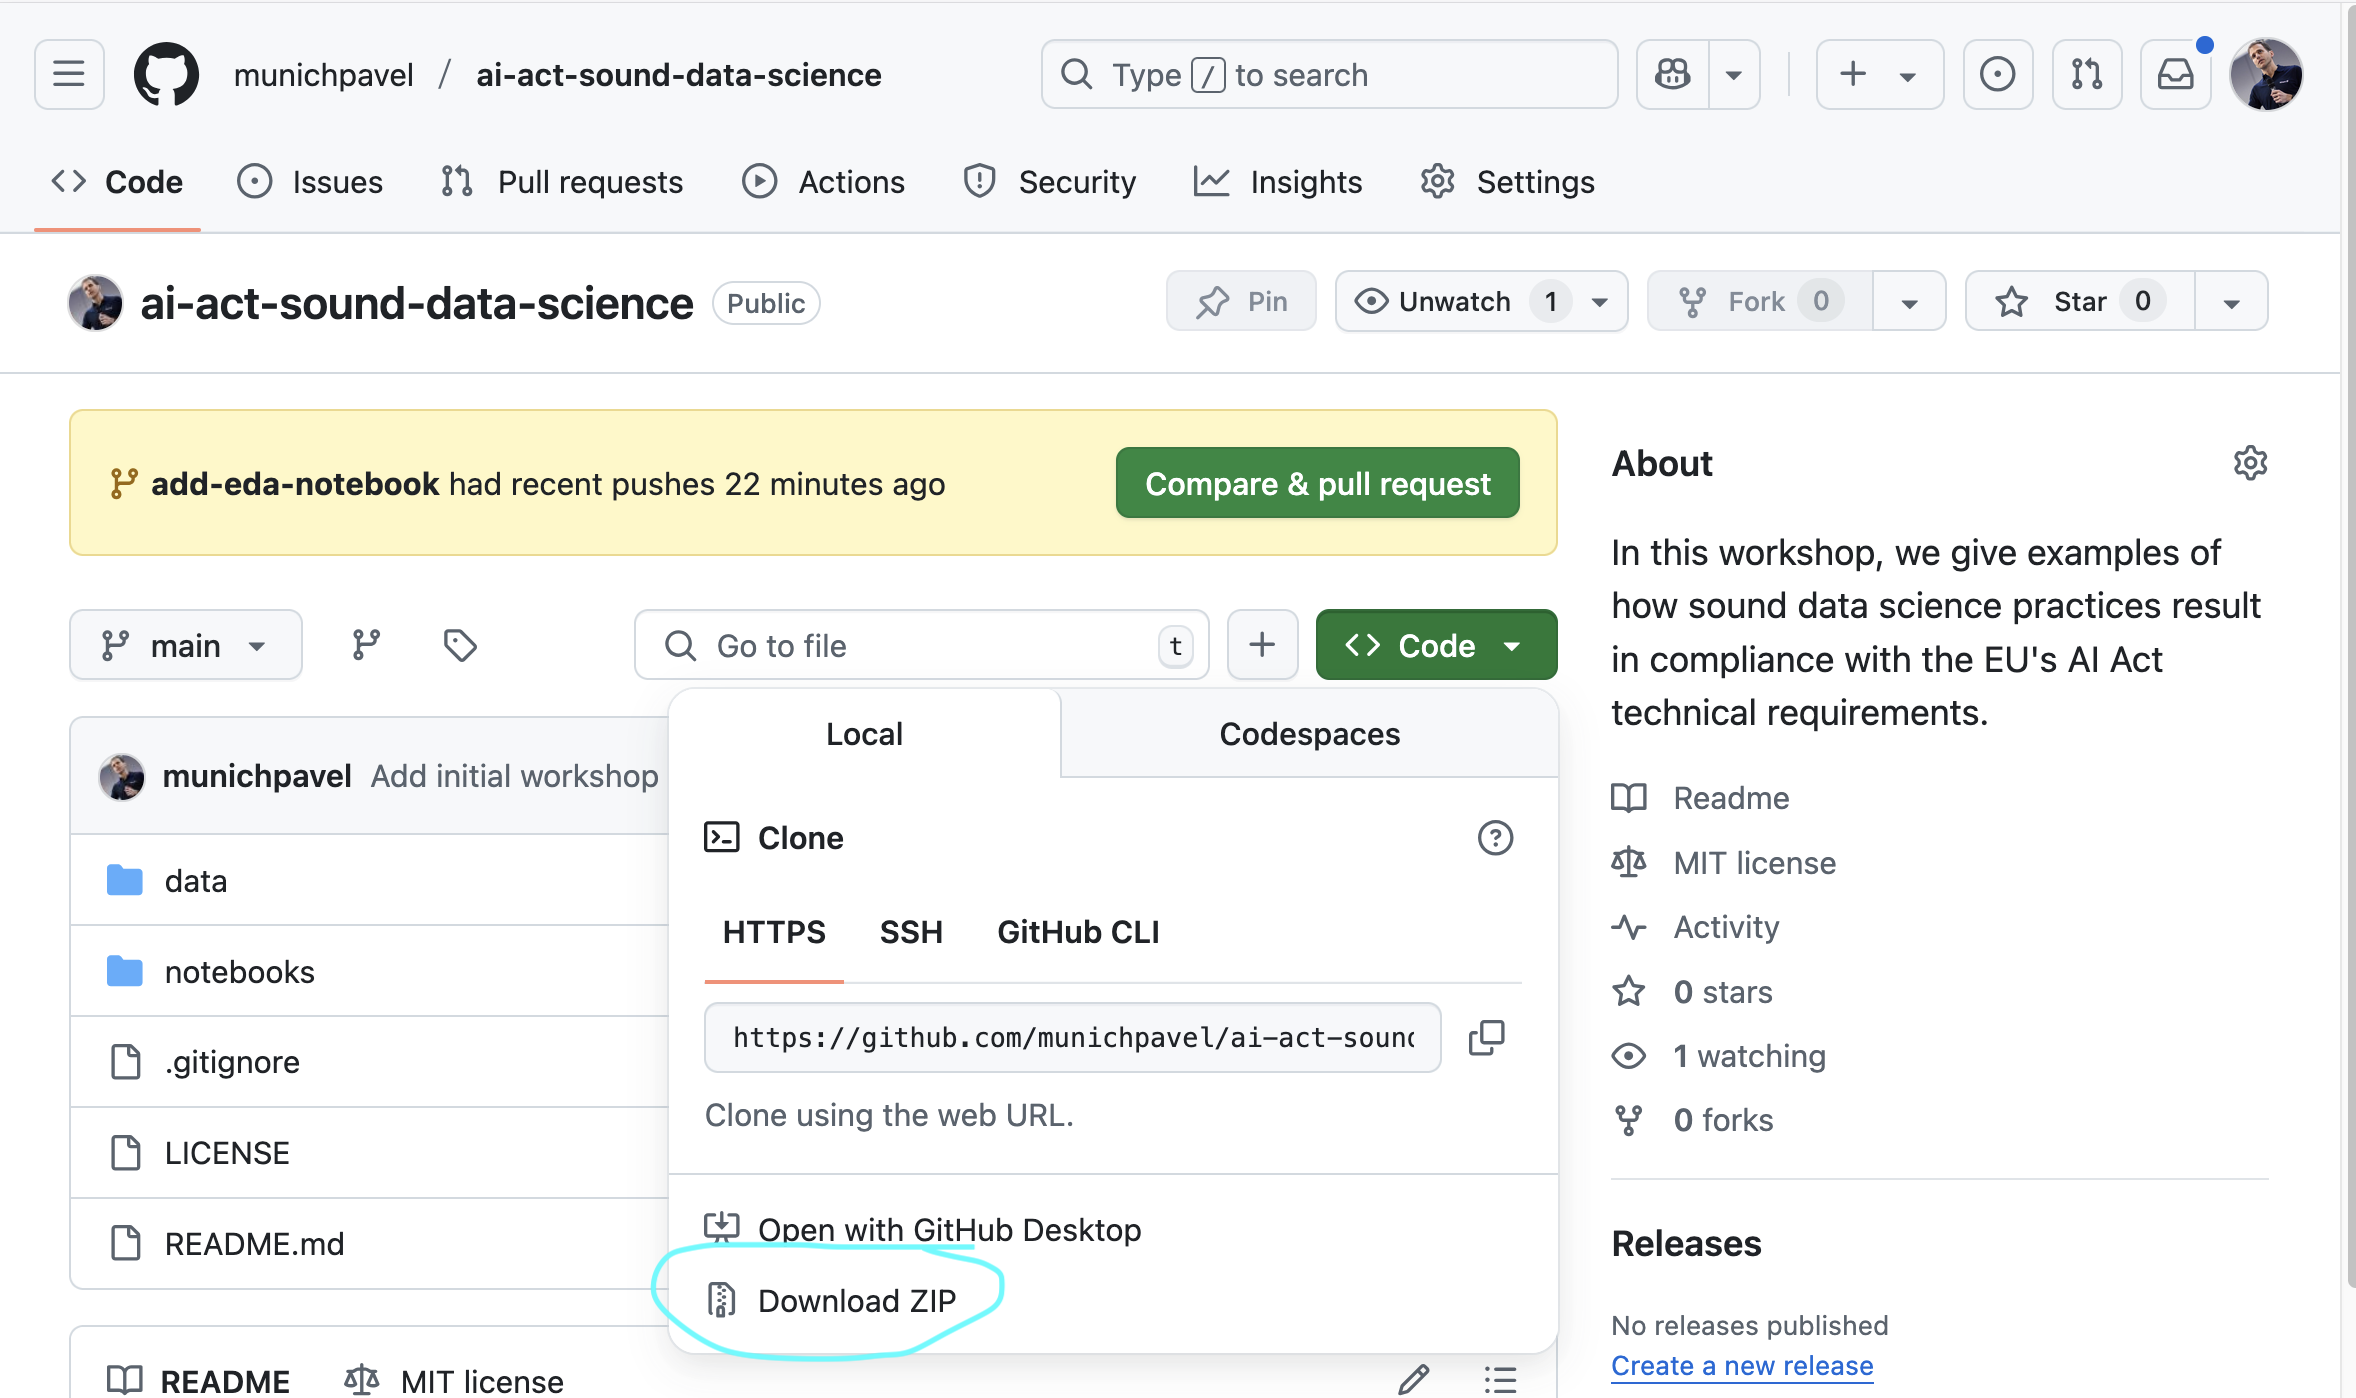 munichpavel / ai-act-sound-data-science
Type / to search
Code Issues Pull requests Actions Security Insights Settings
ai-act-sound-data-science Public
Pin Unwatch 1 Fork 0 Star 0
add-eda-notebook had recent pushes 22 minutes ago
Compare & pull request
main
Go to file t
Code
Local Codespaces
munichpavel Add initial workshop
Clone
data
HTTPS SSH GitHub CLI
notebooks
https://github.com/munichpavel/ai-act-sound
.gitignore
Clone using the web URL.
LICENSE
Open with GitHub Desktop
README.md
Download ZIP
README MIT license
About
In this workshop, we give examples of
how sound data science practices result
in compliance with the EU's AI Act
technical requirements.
Readme
MIT license
Activity
0 stars
1 watching
0 forks
Releases
No releases published
Create a new release